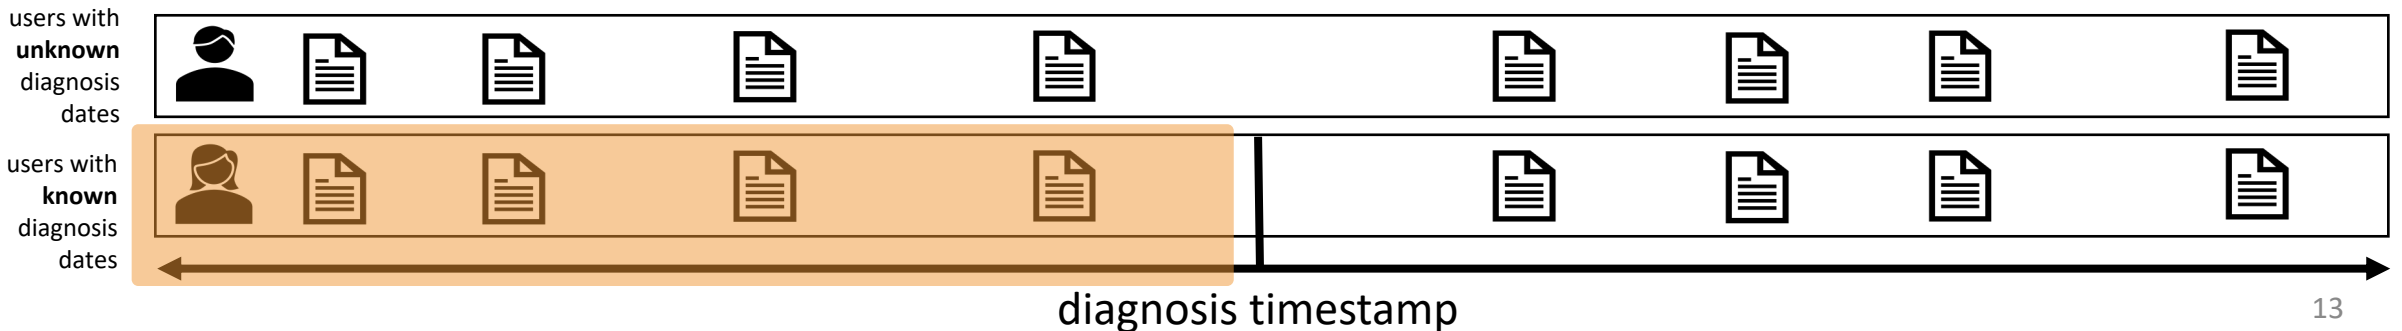 users with
unknown
diagnosis
dates
users with
known
diagnosis
dates
diagnosis timestamp
13